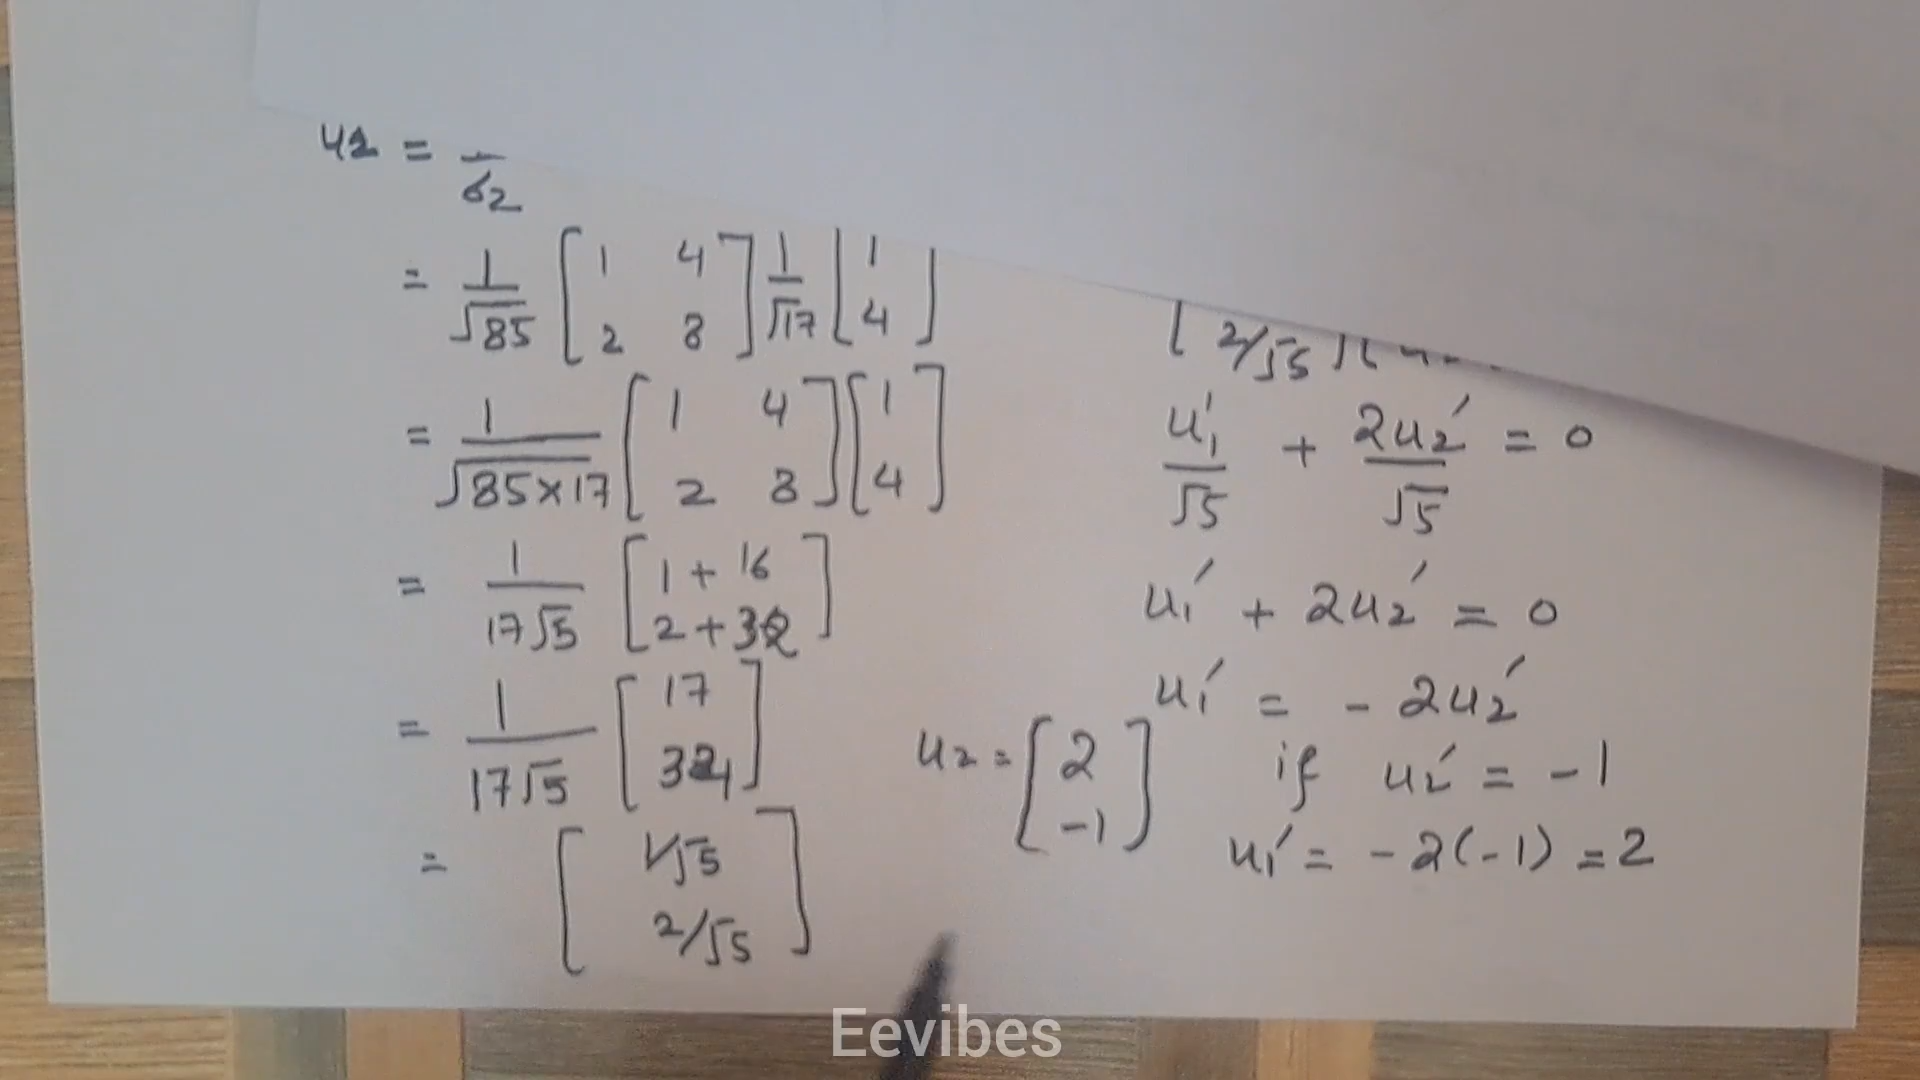 u2 = — / σ2
= 1/√85 [1 4; 2 8] 1/√17 [1; 4]
= 1/√85×17 [1 4; 2 8] [1; 4]
= 1/17√5 [1 + 16; 2 + 32]
= 1/17√5 [17; 34]
= [1/√5; 2/√5]
2/√5
u1′/√5 + 2u2′/√5 = 0
u1′ + 2u2′ = 0
u1′ = - 2u2′
if u2′ = -1
u1′ = -2(-1) = 2
u2 = [2; -1]
Eevibes